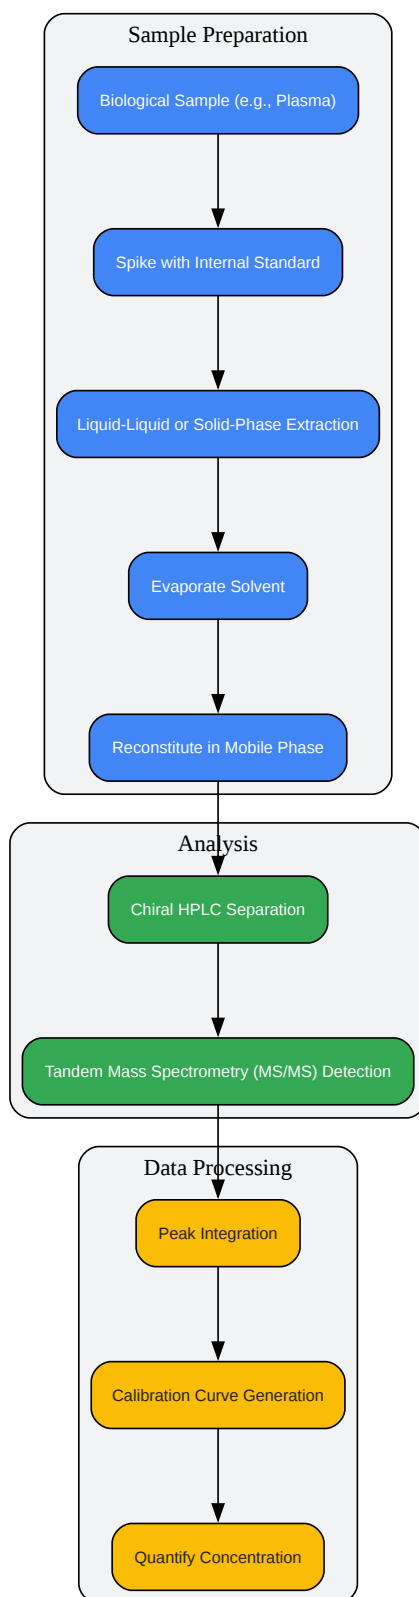 Sample Preparation
Biological Sample (e.g., Plasma)
Spike with Internal Standard
Liquid-Liquid or Solid-Phase Extraction
Evaporate Solvent
Reconstitute in Mobile Phase
Analysis
Chiral HPLC Separation
Tandem Mass Spectrometry (MS/MS) Detection
Data Processing
Peak Integration
Calibration Curve Generation
Quantify Concentration